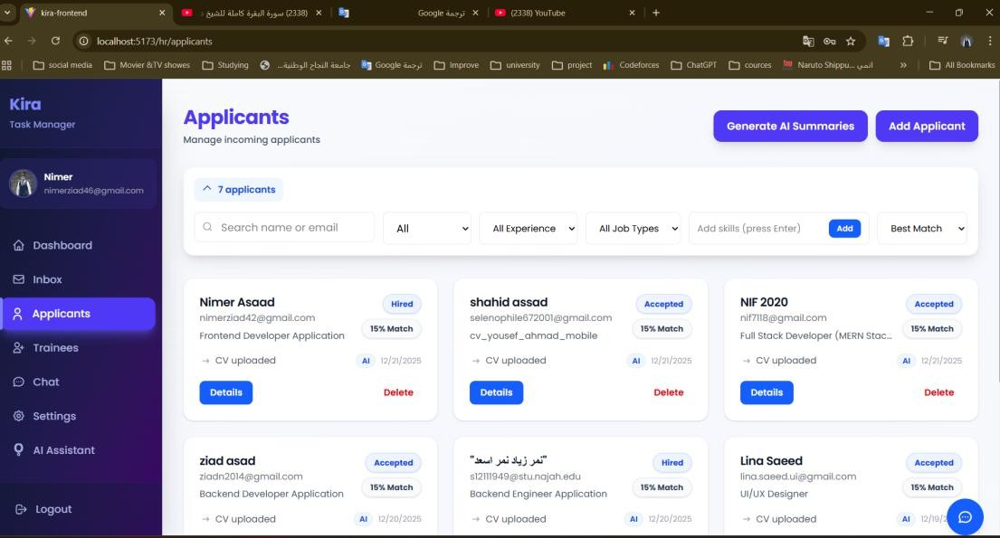 kira-frontend
(2338) سورة البقرة كاملة للشيخ د
ترجمة Google
(2338) YouTube
localhost:5173/hr/applicants
social media
Movier &TV showes
Studying
جامعة النجاح الوطنية...
ترجمة Google
Improve
university
project
Codeforces
ChatGPT
cources
Naruto Shippu... انمي
All Bookmarks
Kira
Task Manager
Nimer
nimerziad46@gmail.com
Dashboard
Inbox
Applicants
Trainees
Chat
Settings
AI Assistant
Logout
Applicants
Manage incoming applicants
Generate AI Summaries
Add Applicant
7 applicants
Search name or email
All
All Experience
All Job Types
Add skills (press Enter)
Add
Best Match
Nimer Asaad
Hired
nimerziad42@gmail.com
15% Match
Frontend Developer Application
→ CV uploaded
AI 12/21/2025
Details
Delete
shahid assad
Accepted
selenophile672001@gmail.com
15% Match
cv_yousef_ahmad_mobile
→ CV uploaded
AI 12/21/2025
Details
Delete
NIF 2020
Accepted
nif7118@gmail.com
15% Match
Full Stack Developer (MERN Stac...
→ CV uploaded
AI 12/21/2025
Details
Delete
ziad asad
Accepted
ziadn2014@gmail.com
15% Match
Backend Developer Application
→ CV uploaded
AI 12/20/2025
"نمر زياد نمر اسعد"
Hired
s12111949@stu.najah.edu
15% Match
Backend Engineer Application
→ CV uploaded
AI 12/20/2025
Lina Saeed
Accepted
lina.saeed.ui@gmail.com
15% Match
UI/UX Designer
→ CV uploaded
AI 12/19/2